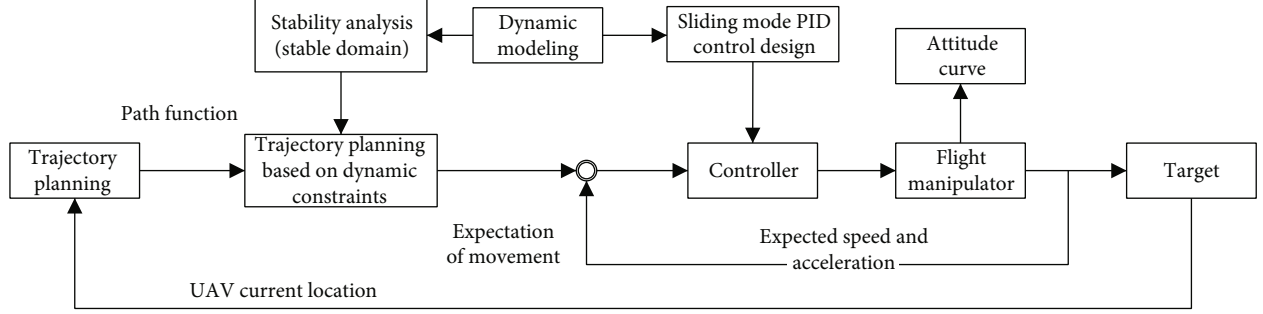 Stability analysis
(stable domain)
Dynamic
modeling
Sliding mode PID
control design
Attitude
curve
Path function
Trajectory
planning
Trajectory planning
based on dynamic
constraints
Controller
Flight
manipulator
Target
Expectation
of movement
Expected speed and
acceleration
UAV current location